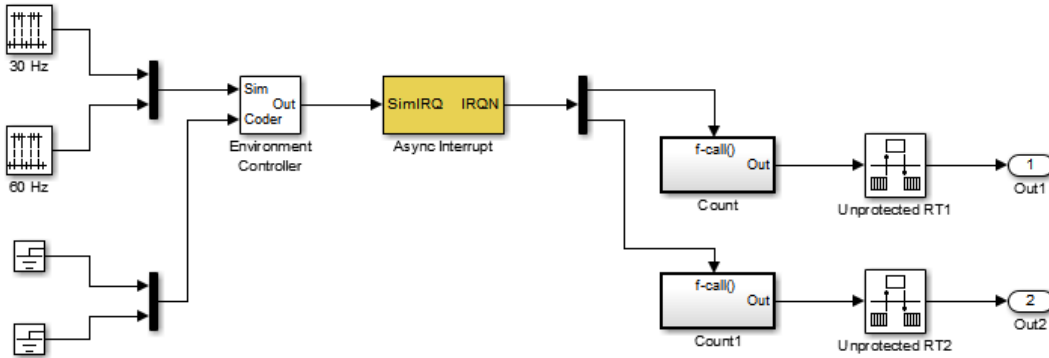 30 Hz
60 Hz
Sim
Out
Coder
Environment
Controller
SimIRQ IRQN
Async Interrupt
f-call()
Out
Count
Unprotected RT1
1
Out1
f-call()
Out
Count1
Unprotected RT2
2
Out2